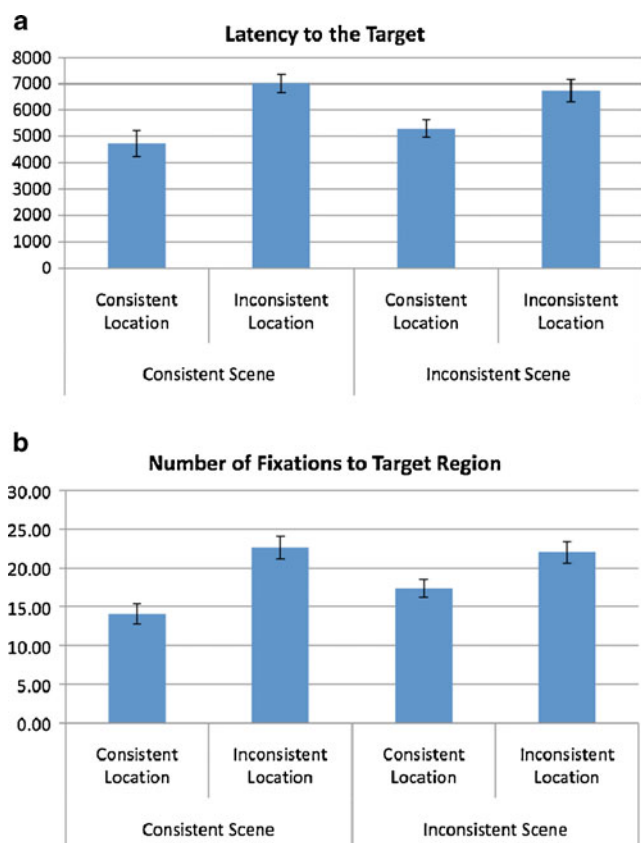 a
Latency to the Target
8000
7000
6000
5000
4000
3000
2000
1000
0
Consistent Location
Inconsistent Location
Consistent Location
Inconsistent Location
Consistent Scene
Inconsistent Scene
b
Number of Fixations to Target Region
30.00
25.00
20.00
15.00
10.00
5.00
0.00
Consistent Location
Inconsistent Location
Consistent Location
Inconsistent Location
Consistent Scene
Inconsistent Scene